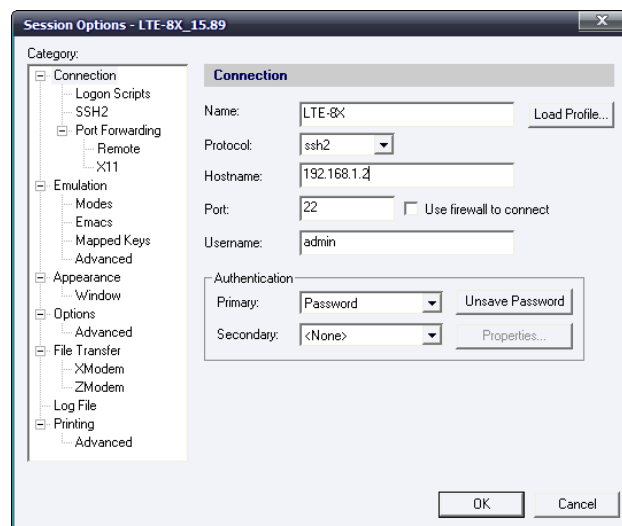 Session Options - LTE-8X_15.89
X
Category:
Connection
Logon Scripts
SSH2
Port Forwarding
Remote
X11
Emulation
Modes
Emacs
Mapped Keys
Advanced
Appearance
Window
Options
Advanced
File Transfer
XModem
ZModem
Log File
Printing
Advanced
Connection
Name: LTE-8X Load Profile...
Protocol: ssh2
Hostname: 192.168.1.2
Port: 22 Use firewall to connect
Username: admin
Authentication
Primary: Password Unsave Password
Secondary: <None> Properties...
OK Cancel